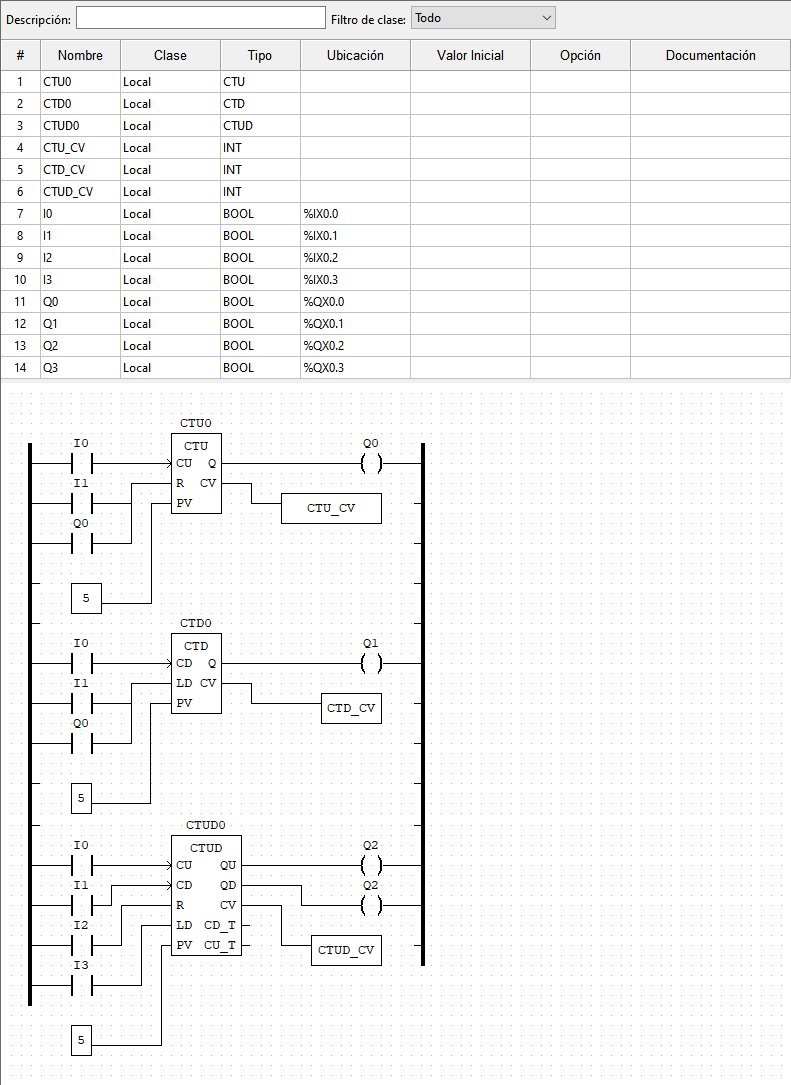 Descripción: Filtro de clase: Todo
# Nombre Clase Tipo Ubicación Valor Inicial Opción Documentación
1 CTU0 Local CTU
2 CTD0 Local CTD
3 CTUD0 Local CTUD
4 CTU_CV Local INT
5 CTD_CV Local INT
6 CTUD_CV Local INT
7 I0 Local BOOL %IX0.0
8 I1 Local BOOL %IX0.1
9 I2 Local BOOL %IX0.2
10 I3 Local BOOL %IX0.3
11 Q0 Local BOOL %QX0.0
12 Q1 Local BOOL %QX0.1
13 Q2 Local BOOL %QX0.2
14 Q3 Local BOOL %QX0.3
CTU0
I0 CTU Q0
CU Q
I1 R CV
PV CTU_CV
Q0
5
CTD0
I0 CTD Q1
CD Q
I1 LD CV
PV CTD_CV
Q0
5
CTUD0
I0 CTUD Q2
CU QU
I1 CD QD Q2
R CV
I2 LD CD_T
PV CU_T CTUD_CV
I3
5